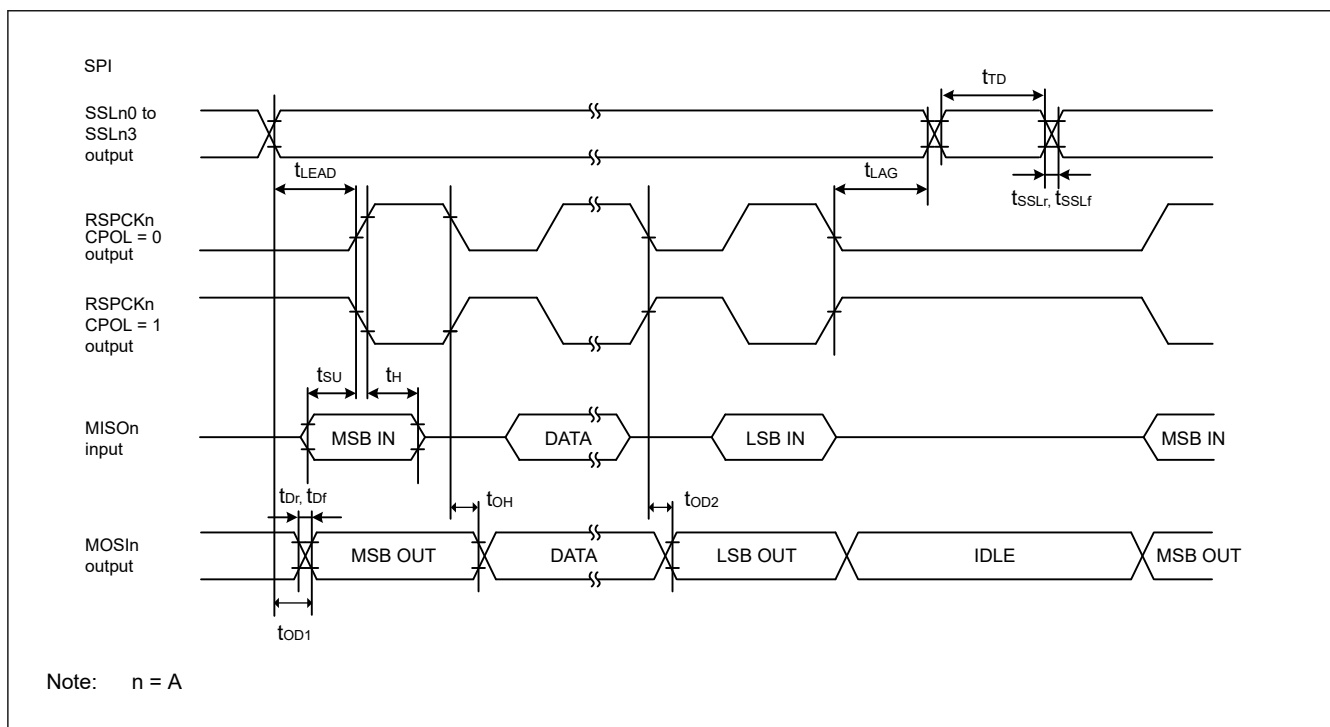 SPI
tTD
SSLn0 to
SSLn3
output
tLEAD
tLAG
tSSLr, tSSLf
RSPCKn
CPOL = 0
output
RSPCKn
CPOL = 1
output
tSU
tH
MISOn
input
MSB IN
DATA
LSB IN
MSB IN
tDr, tDf
tOH
tOD2
MOSIn
output
MSB OUT
DATA
LSB OUT
IDLE
MSB OUT
tOD1
Note: n = A